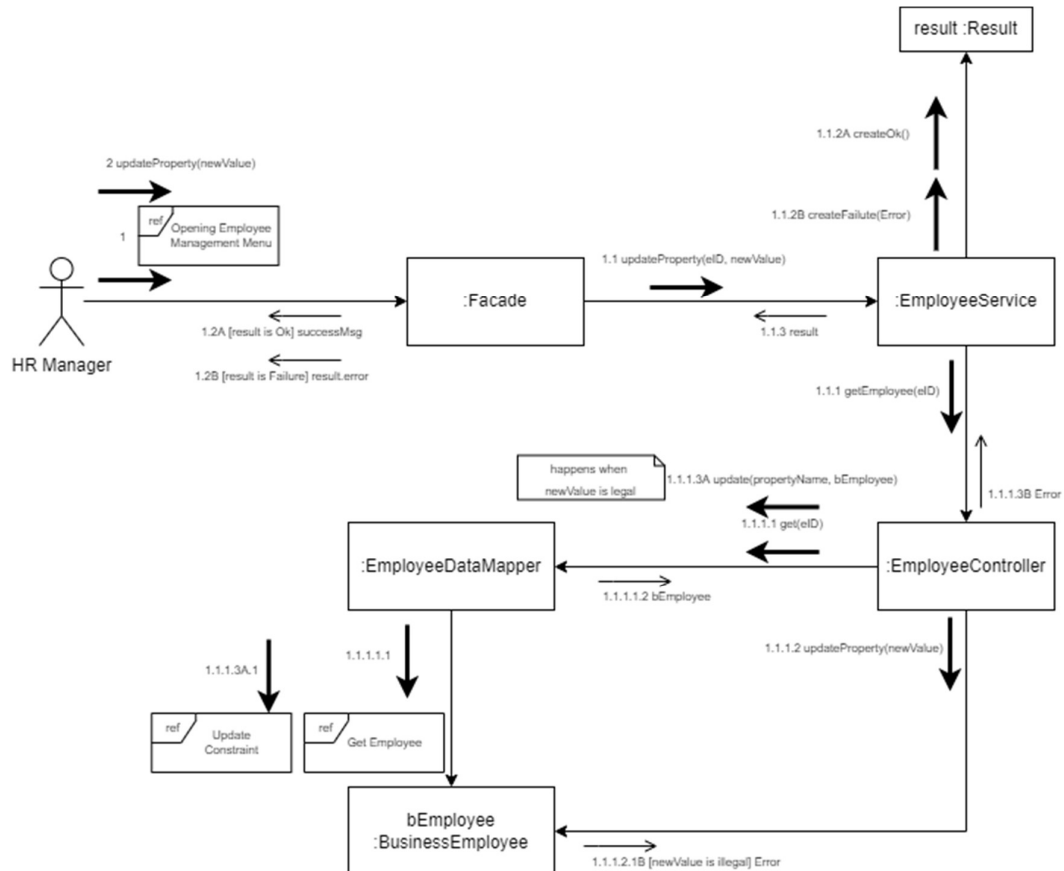 result :Result
1.1.2A createOk()
2 updateProperty(newValue)
1.1.2B createFailute(Error)
ref
Opening Employee
Management Menu
1
1.1 updateProperty(eID, newValue)
:Facade
:EmployeeService
1.2A [result is Ok] successMsg
1.1.3 result
HR Manager
1.2B [result is Failure] result.error
1.1.1 getEmployee(eID)
happens when
newValue is legal
1.1.1.3A update(propertyName, bEmployee)
1.1.1.3B Error
1.1.1.1 get(eID)
:EmployeeDataMapper
:EmployeeController
1.1.1.1.2 bEmployee
1.1.1.2 updateProperty(newValue)
1.1.1.3A.1
1.1.1.1.1
ref
Update
Constraint
ref
Get Employee
bEmployee
:BusinessEmployee
1.1.1.2.1B [newValue is illegal] Error